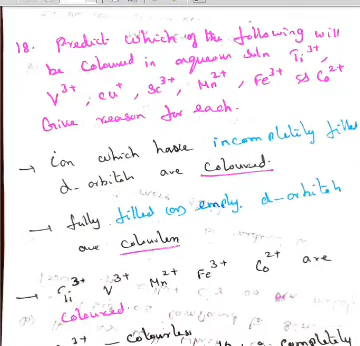 18. Predict which of the following will
be coloured in aqueous soln Ti³⁺,
V³⁺, cu⁺, Sc³⁺, Mn²⁺, Fe³⁺ & Co²⁺
Give reason for each.
→ ion which have incompletely filled
d-orbitals are coloured.
→ fully filled (or) empty d-orbitals
are colourless
→ Ti³⁺ V³⁺ Mn²⁺ Fe³⁺ Co²⁺ are
coloured
3+ – colourless completely